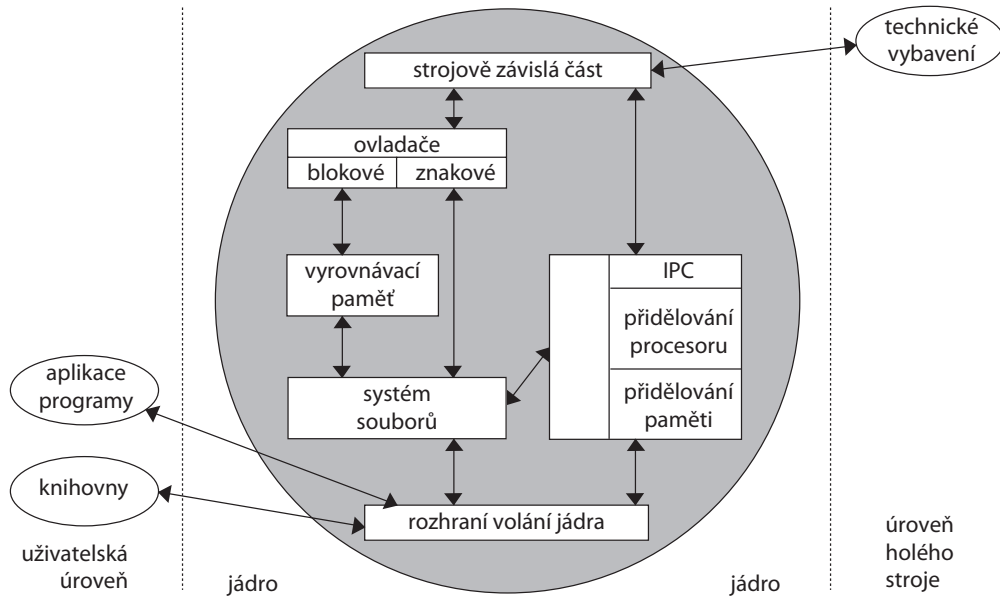 technické
vybavení
strojově závislá část
ovladače
blokové
znakové
vyrovnávací
paměť
IPC
přidělování
procesoru
přidělování
paměti
systém
souborů
aplikace
programy
knihovny
rozhraní volání jádra
uživatelská
úroveň
jádro
jádro
úroveň
holého
stroje